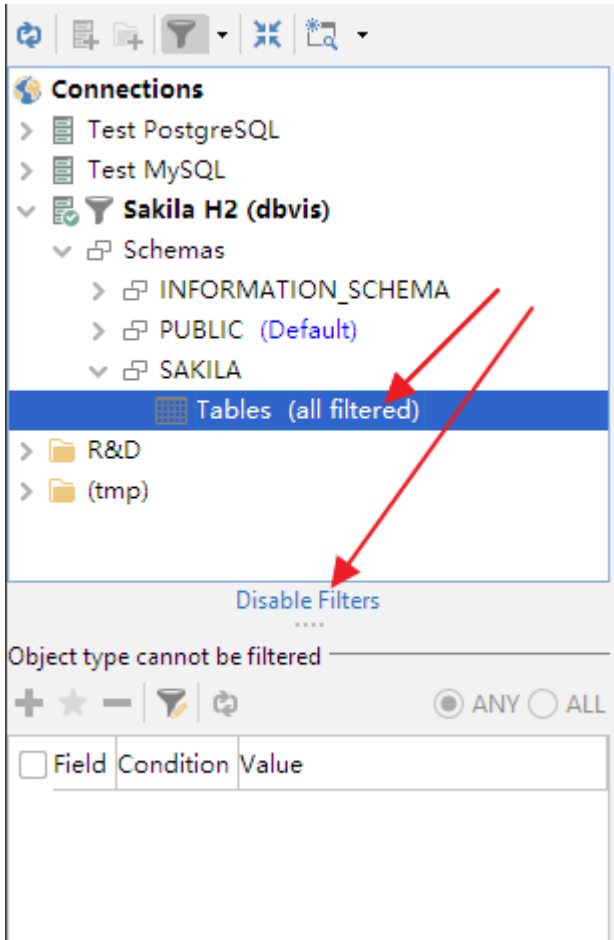 Connections
Test PostgreSQL
Test MySQL
Sakila H2 (dbvis)
Schemas
INFORMATION_SCHEMA
PUBLIC (Default)
SAKILA
Tables (all filtered)
R&D
(tmp)
Disable Filters
Object type cannot be filtered
ANY ALL
Field Condition Value